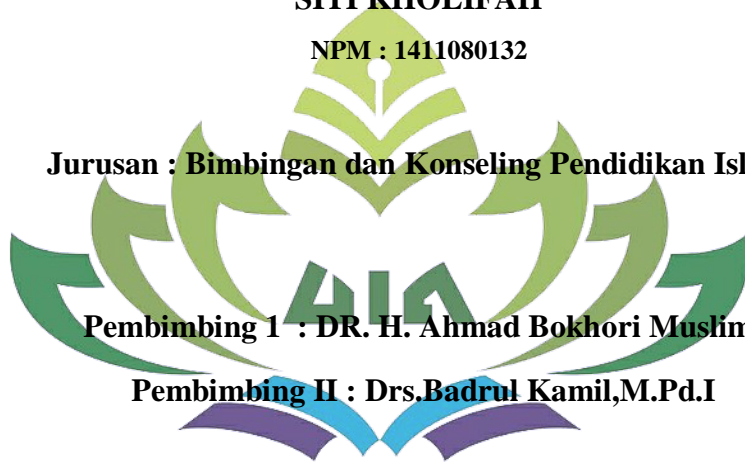 SITI KHOLIFAH
NPM : 1411080132
Jurusan : Bimbingan dan Konseling Pendidikan
UIN
Pembimbing 1 : DR. H. Ahmad Bokhori Muslim
Pembimbing II : Drs.Badrul Kamil,M.Pd.I